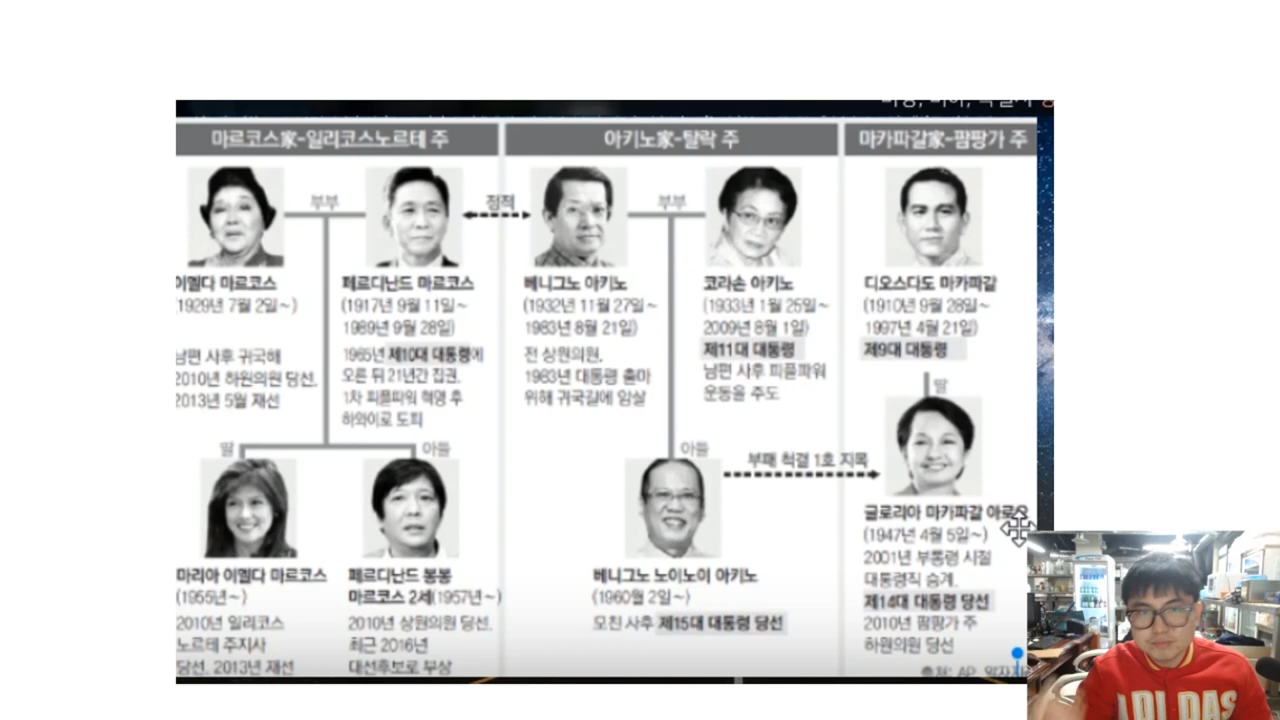 마르코스家-일리코스노르테 주
아키노家-탈락 주
마카파갈家-팜팡가 주
부부
정적
부부
이멜다 마르코스
(1929년 7월 2일~)
남편 사후 귀국해
2010년 하원의원 당선.
2013년 5월 재선
페르디난드 마르코스
(1917년 9월 11일~
1989년 9월 28일)
1965년 제10대 대통령에
오른 뒤 21년간 집권.
1차 피플파워 혁명 후
하와이로 도피
베니그노 아키노
(1932년 11월 27일~
1983년 8월 21일)
전 상원의원.
1983년 대통령 출마
위해 귀국길에 암살
코라손 아키노
(1933년 1월 25일~
2009년 8월 1일)
제11대 대통령
남편 사후 피플파워
운동을 주도
디오스다도 마카파갈
(1910년 9월 28일~
1997년 4월 21일)
제9대 대통령
딸
딸
아들
아들
부패 척결 1호 지목
마리아 이멜다 마르코스
(1955년~)
2010년 일리코스
노르테 주지사
당선. 2013년 재선
페르디난드 봉봉
마르코스 2세(1957년~)
2010년 상원의원 당선.
최근 2016년
대선후보로 부상
베니그노 노이노이 아키노
(1960년 2월~)
모친 사후 제15대 대통령 당선
글로리아 마카파갈 아로요
(1947년 4월 5일~)
2001년 부통령 시절
대통령직 승계.
제14대 대통령 당선
2010년 팜팡가 주
하원의원 당선
출처: AP
ADIDAS